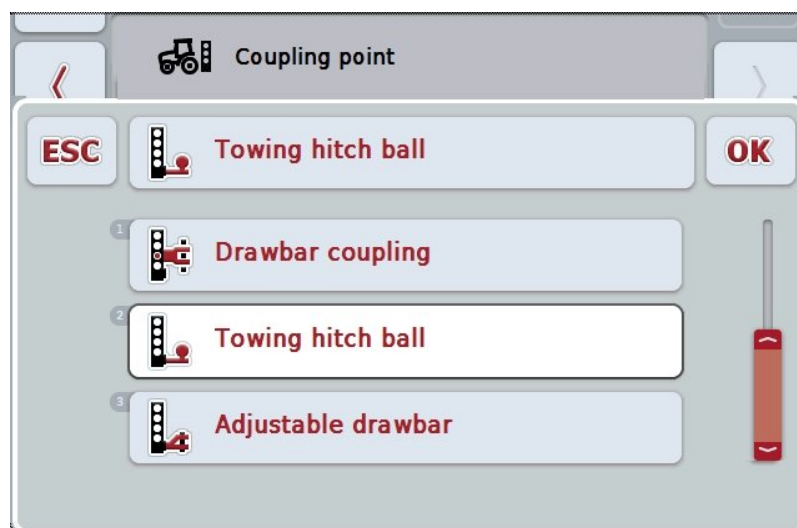 Coupling point
ESC
Towing hitch ball
OK
1
Drawbar coupling
2
Towing hitch ball
3
Adjustable drawbar